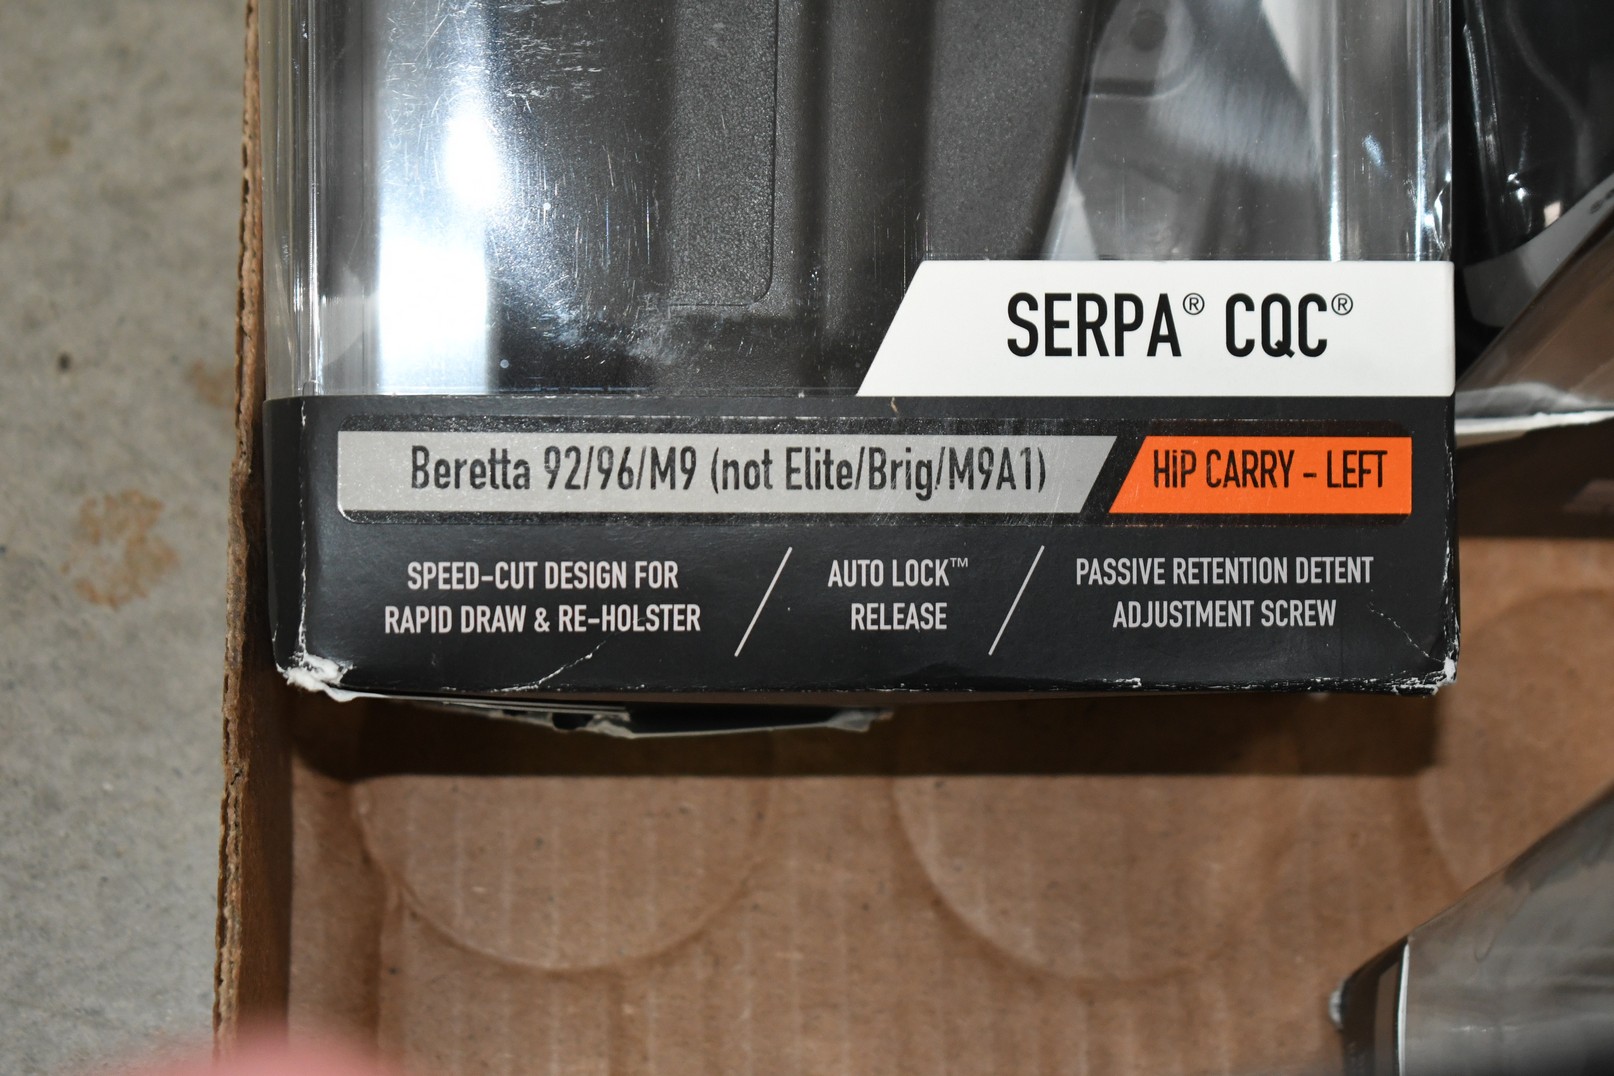 SERPA® CQC®
Beretta 92/96/M9 (not Elite/Brig/M9A1)
HIP CARRY - LEFT
SPEED-CUT DESIGN FOR
RAPID DRAW & RE-HOLSTER
AUTO LOCK™
RELEASE
PASSIVE RETENTION DETENT
ADJUSTMENT SCREW